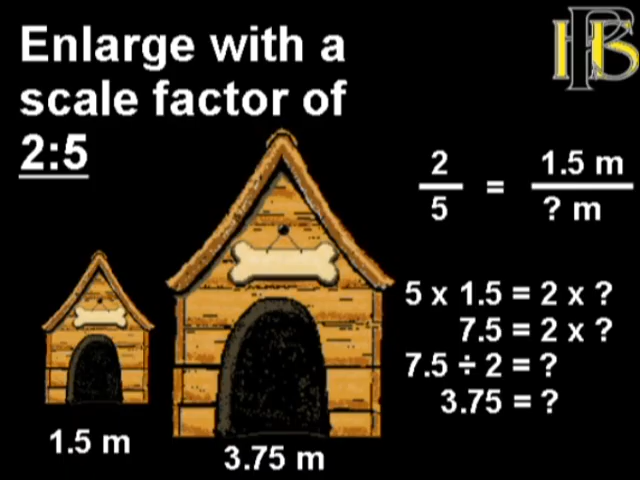 Enlarge with a
scale factor of
2:5
2
5
=
1.5 m
? m
5 x 1.5 = 2 x ?
7.5 = 2 x ?
7.5 ÷ 2 = ?
3.75 = ?
1.5 m
3.75 m